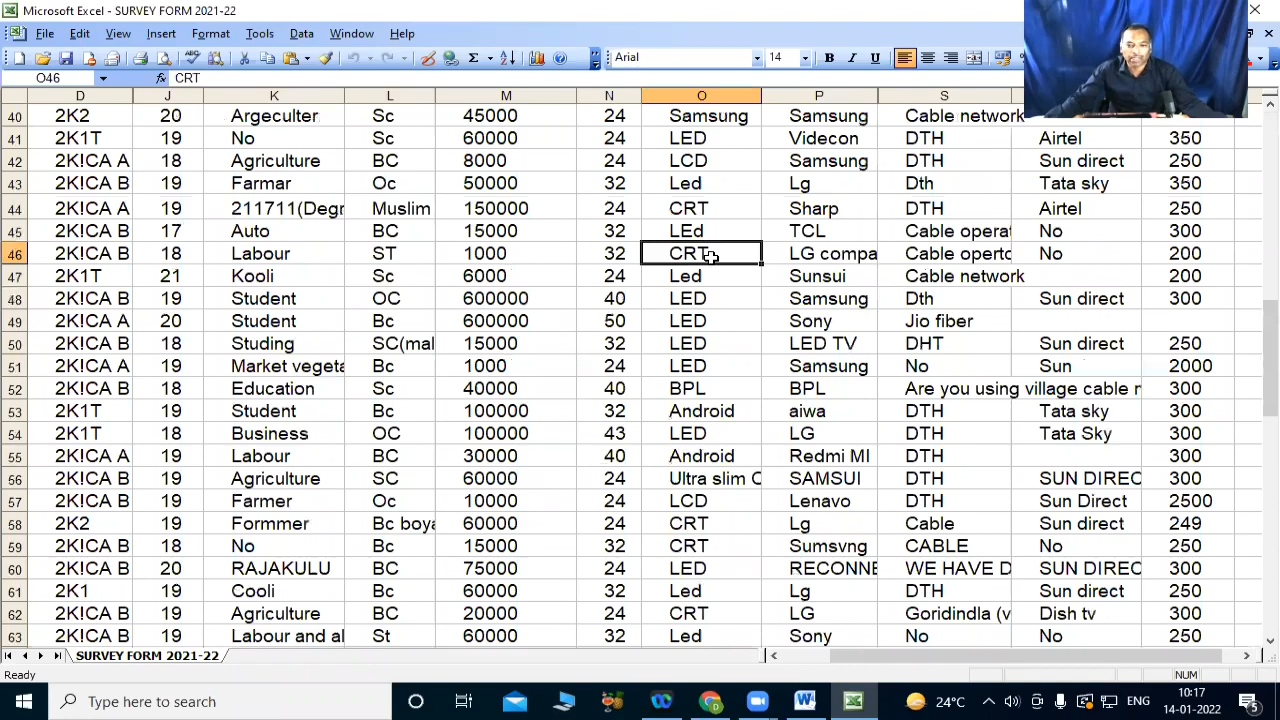 Microsoft Excel - SURVEY FORM 2021-22
File Edit View Insert Format Tools Data Window Help
Arial 14 B I U
O46 fx CRT
D J K L M N O P S
40 2K2 20 Argeculter Sc 45000 24 Samsung Samsung Cable network
41 2K1T 19 No Sc 60000 24 LED Videcon DTH Airtel 350
42 2K!CA A 18 Agriculture BC 8000 24 LCD Samsung DTH Sun direct 250
43 2K!CA B 19 Farmar Oc 50000 32 Led Lg Dth Tata sky 350
44 2K!CA A 19 211711(Degr Muslim 150000 24 CRT Sharp DTH Airtel 250
45 2K!CA B 17 Auto BC 15000 32 LEd TCL Cable operat No 300
46 2K!CA B 18 Labour ST 1000 32 CRT LG compa Cable operto No 200
47 2K1T 21 Kooli Sc 6000 24 Led Sunsui Cable network 200
48 2K!CA B 19 Student OC 600000 40 LED Samsung Dth Sun direct 300
49 2K!CA A 20 Student Bc 600000 50 LED Sony Jio fiber
50 2K!CA B 19 Studing SC(mal 15000 32 LED LED TV DHT Sun direct 250
51 2K!CA A 20 Market vegeta Bc 1000 24 LED Samsung No Sun 2000
52 2K!CA B 18 Education Sc 40000 40 BPL BPL Are you using village cable n 300
53 2K1T 19 Student Bc 100000 32 Android aiwa DTH Tata sky 300
54 2K1T 18 Business OC 100000 43 LED LG DTH Tata Sky 300
55 2K!CA A 19 Labour BC 30000 40 Android Redmi MI DTH 300
56 2K!CA B 19 Agriculture SC 60000 24 Ultra slim C SAMSUI DTH SUN DIREC 300
57 2K!CA B 19 Farmer Oc 10000 24 LCD Lenavo DTH Sun Direct 2500
58 2K2 19 Formmer Bc boya 60000 24 CRT Lg Cable Sun direct 249
59 2K!CA B 18 No Bc 15000 32 CRT Sumsvng CABLE No 250
60 2K!CA B 20 RAJAKULU BC 75000 24 LED RECONNE WE HAVE D SUN DIREC 300
61 2K1 19 Cooli Bc 60000 24 Led Lg DTH Sun direct 250
62 2K!CA B 19 Agriculture BC 20000 24 CRT LG Goridindla (v Dish tv 300
63 2K!CA B 19 Labour and al St 60000 32 Led Sony No No 250
SURVEY FORM 2021-22
Ready NUM
Type here to search 24°C ENG 10:17
14-01-2022 5